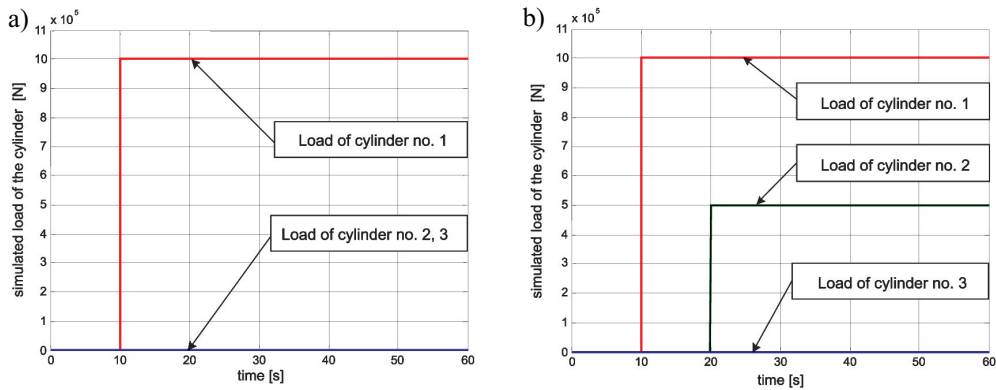 a)
x 10⁵
11
10
9
8
7
6
5
4
3
2
1
0
simulated load of the cylinder [N]
Load of cylinder no. 1
Load of cylinder no. 2, 3
0 10 20 30 40 50 60
time [s]
b)
x 10⁵
11
10
9
8
7
6
5
4
3
2
1
0
simulated load of the cylinder [N]
Load of cylinder no. 1
Load of cylinder no. 2
Load of cylinder no. 3
0 10 20 30 40 50 60
time [s]